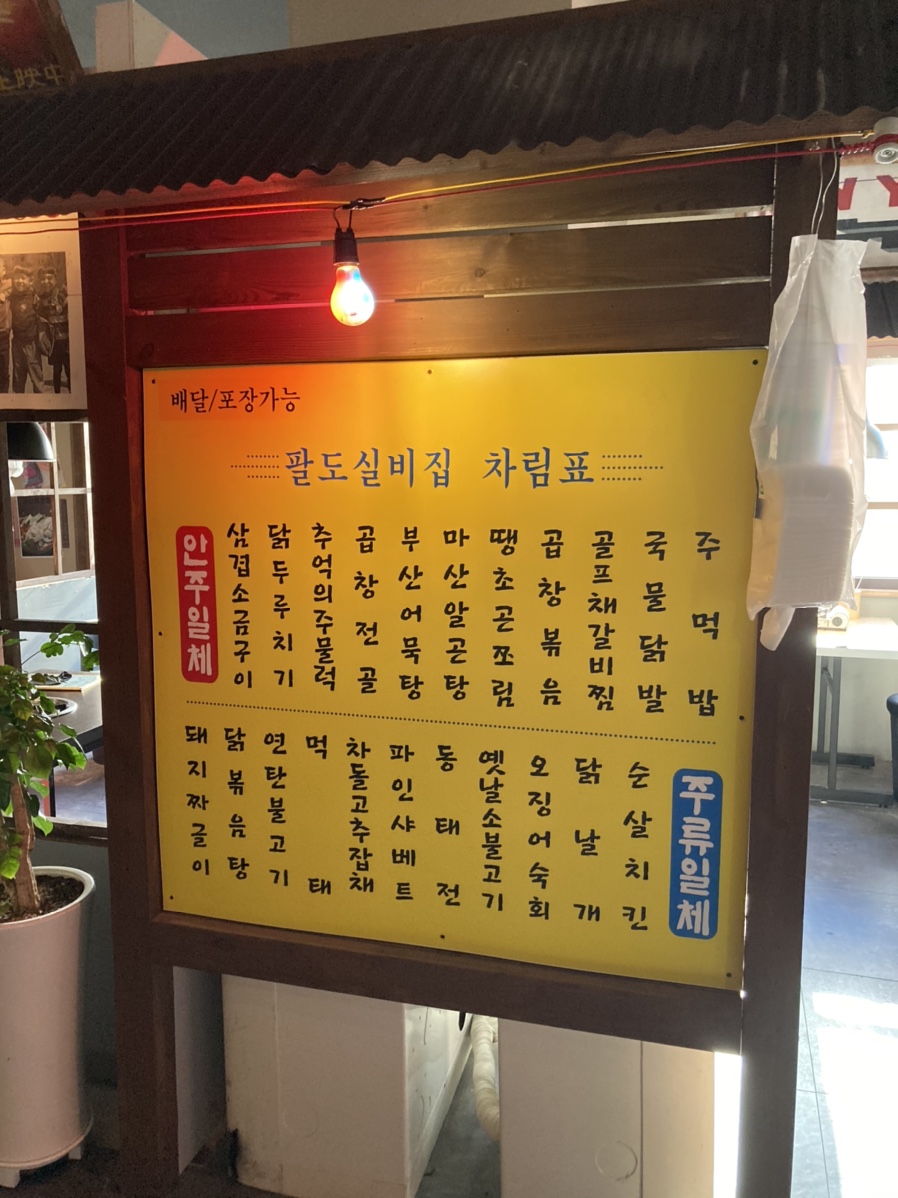 上映中
배달/포장가능
팔도실비집 차림표
안주일체
삼겹소금구이
닭두루치기
추억의주물럭
곱창전골
부산어묵탕
마산알곤탕
땡초곤쪼림
곱창볶음
골프채갈비찜
국물닭발
주먹밥
돼지짜글이
닭볶음탕
연탄불고기
먹태
차돌고추잡채
파인샤베트
동태전
옛날소불고기
오징어숙회
닭날개
순살치킨
주류일체